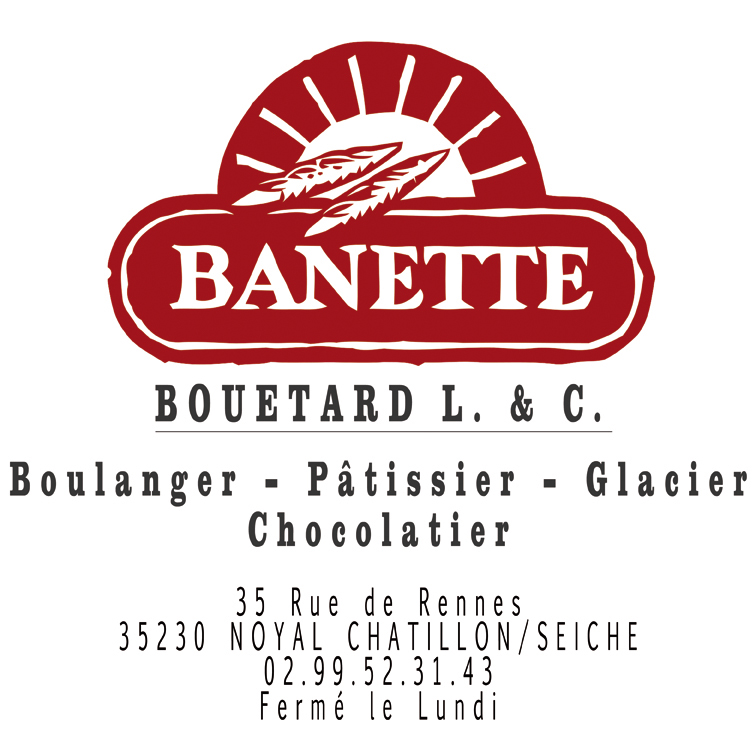 BANETTE
BOUETARD L. & C.
Boulanger - Pâtissier - Glacier
Chocolatier
35 Rue de Rennes
35230 NOYAL CHATILLON/SEICHE
02.99.52.31.43
Fermé le Lundi